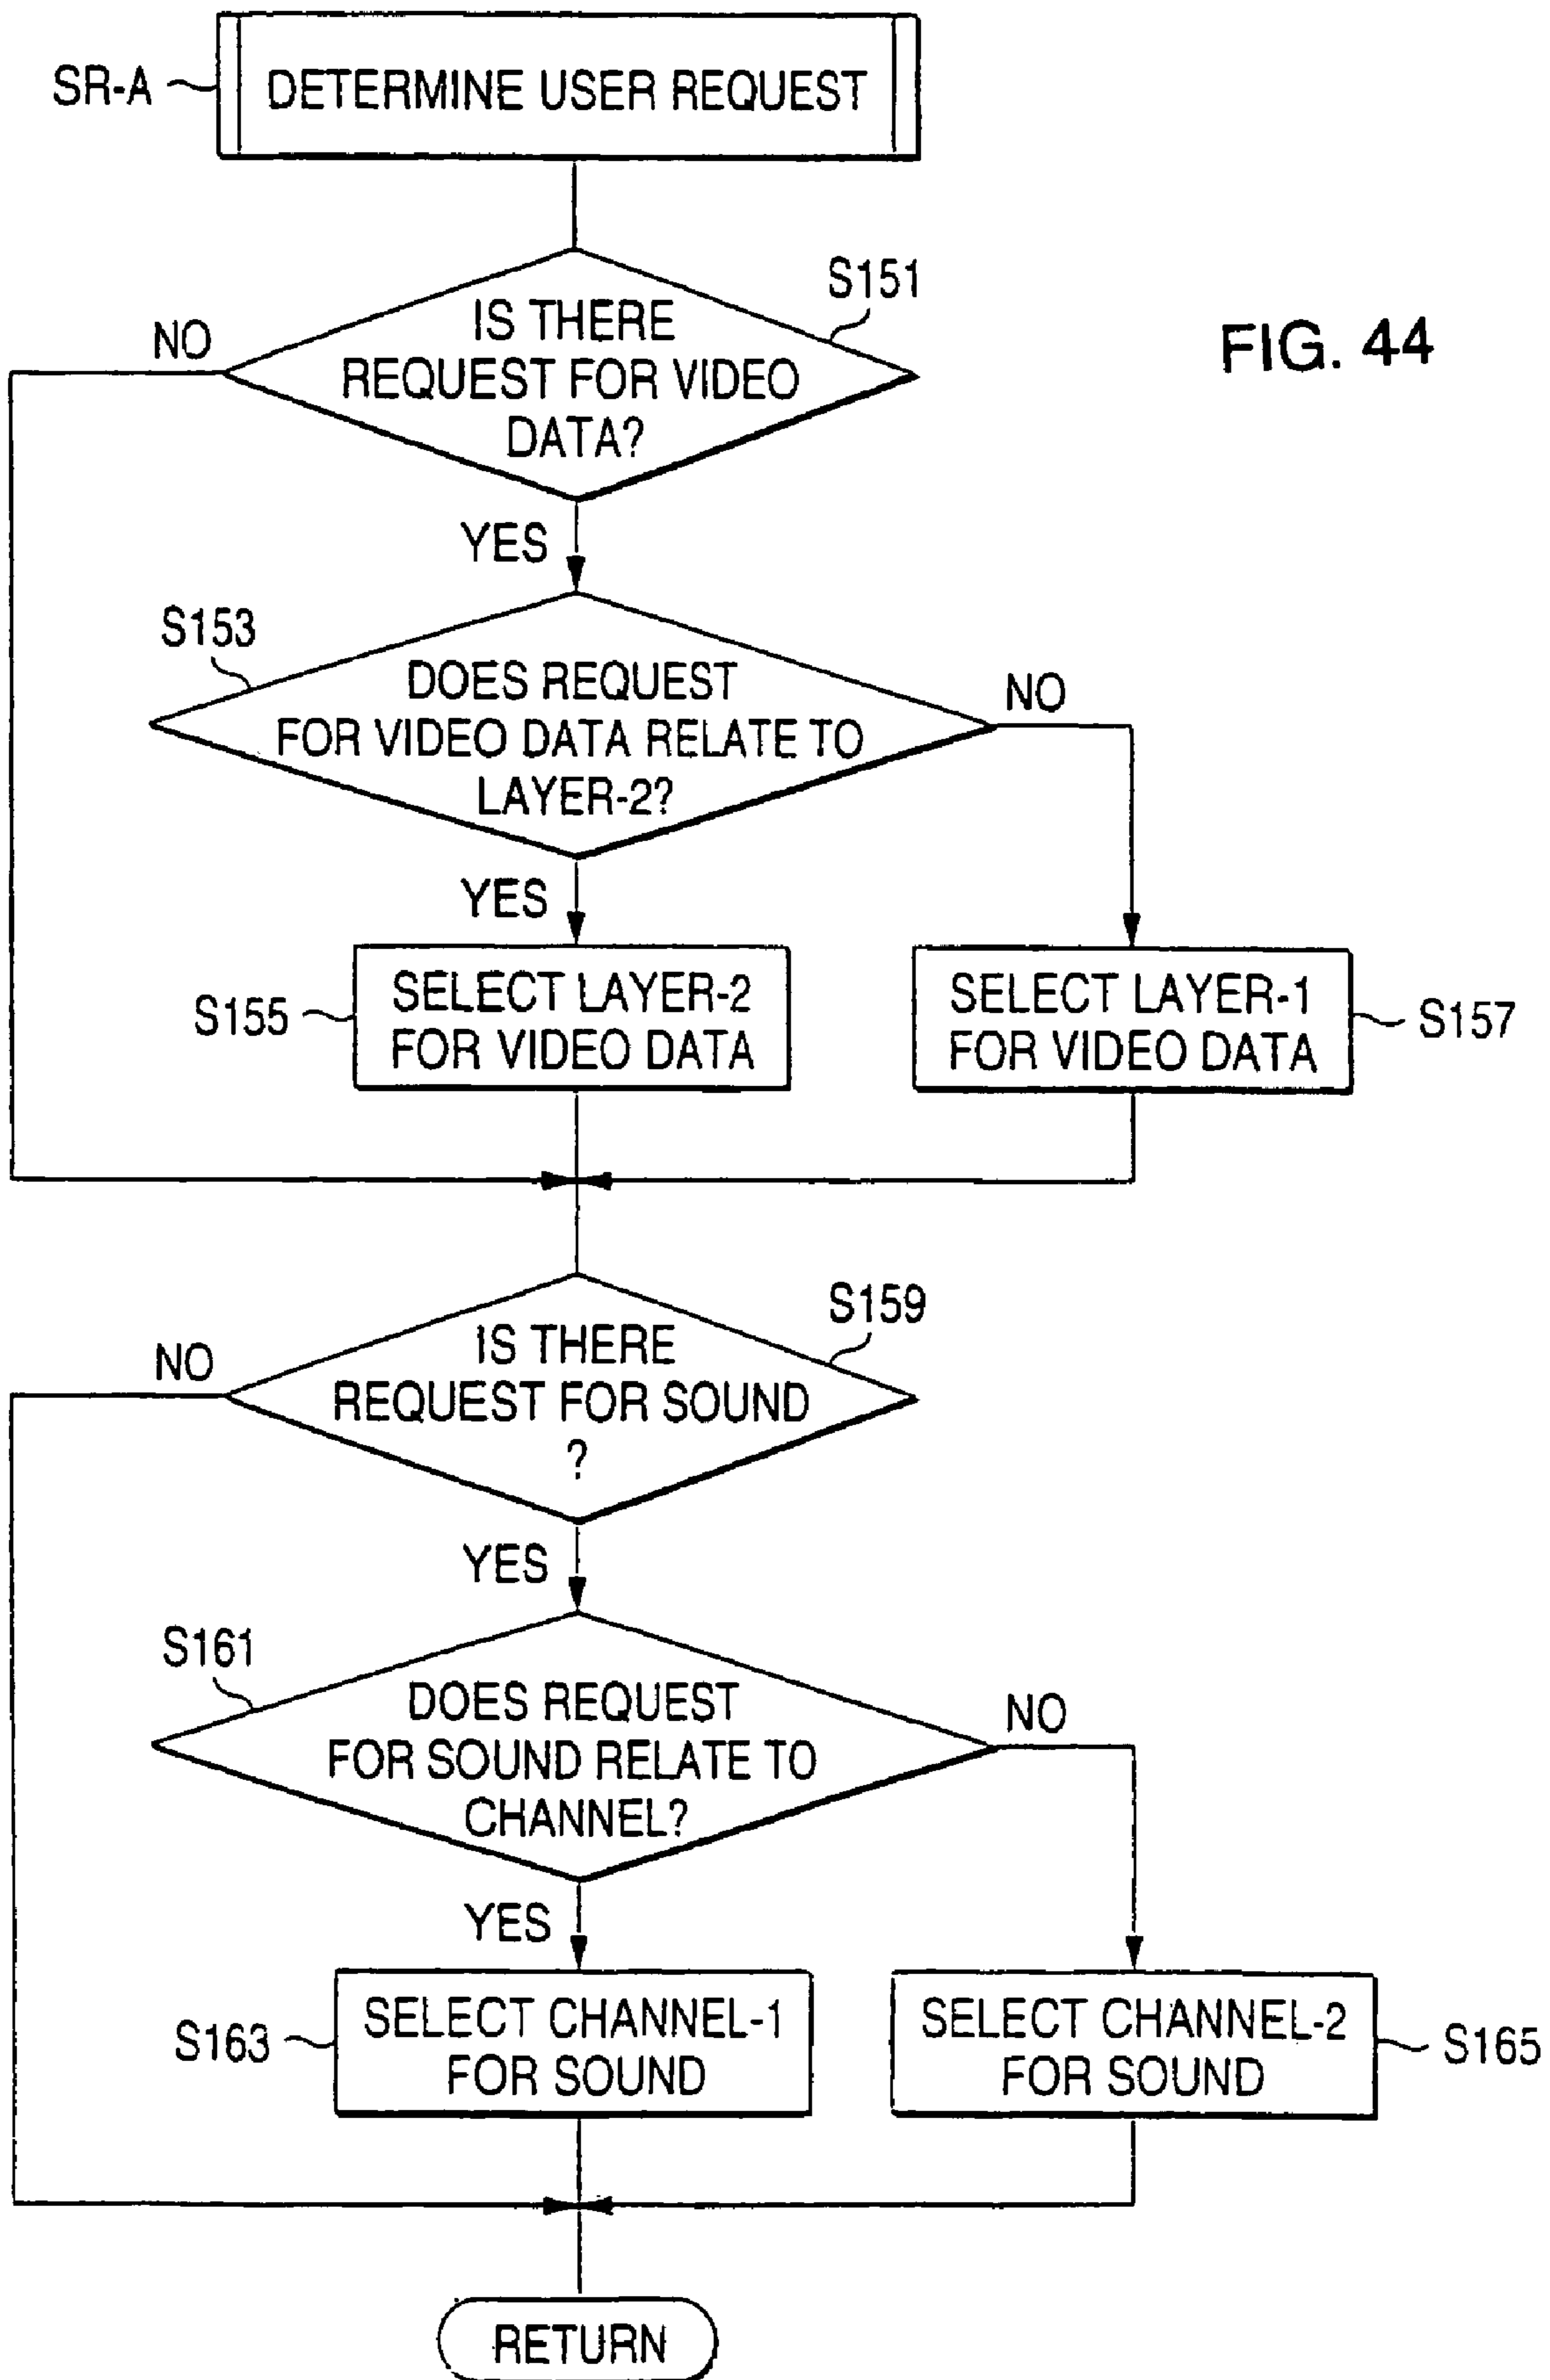 SR-A
DETERMINE USER REQUEST
S151
NO
IS THERE
REQUEST FOR VIDEO
DATA?
FIG. 44
YES
S153
DOES REQUEST
FOR VIDEO DATA RELATE TO
LAYER-2?
NO
YES
S155
SELECT LAYER-2
FOR VIDEO DATA
SELECT LAYER-1
FOR VIDEO DATA
S157
S159
NO
IS THERE
REQUEST FOR SOUND
?
YES
S161
DOES REQUEST
FOR SOUND RELATE TO
CHANNEL?
NO
YES
S163
SELECT CHANNEL-1
FOR SOUND
SELECT CHANNEL-2
FOR SOUND
S165
RETURN